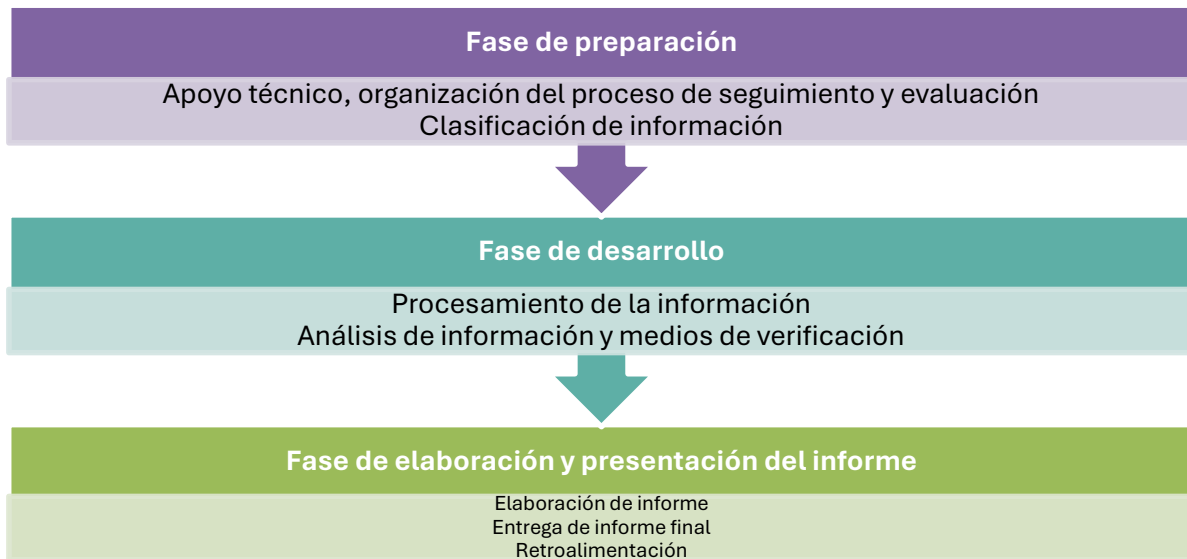 Fase de preparación
Apoyo técnico, organización del proceso de seguimiento y evaluación
Clasificación de información
Fase de desarrollo
Procesamiento de la información
Análisis de información y medios de verificación
Fase de elaboración y presentación del informe
Elaboración de informe
Entrega de informe final
Retroalimentación